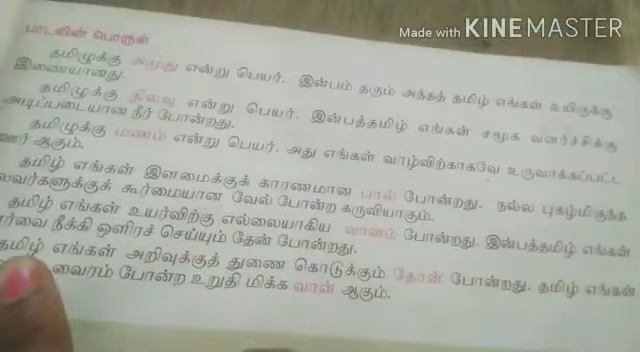 Made with KINEMASTER
பாடலின் பொருள்
தமிழுக்கு அமுது என்று பெயர். இன்பம் தரும் அந்தத் தமிழ் எங்கள் உயிருக்கு
இணையானது.
தமிழுக்கு நிலவு என்று பெயர். இன்பத்தமிழ் எங்கள் சமூக வளர்ச்சிக்கு
அடிப்படையான நீர் போன்றது.
தமிழுக்கு மணம் என்று பெயர். அது எங்கள் வாழ்விற்காகவே உருவாக்கப்பட்ட
ஊர் ஆகும்.
தமிழ் எங்கள் இளமைக்குக் காரணமான பால் போன்றது. நல்ல புகழ்மிகுந்த
லவர்களுக்குக் கூர்மையான வேல் போன்ற கருவியாகும்.
தமிழ் எங்கள் உயர்விற்கு எல்லையாகிய வானம் போன்றது. இன்பத்தமிழ் எங்கள்
ர்வை நீக்கி ஒளிரச் செய்யும் தேன் போன்றது.
தமிழ் எங்கள் அறிவுக்குத் துணை கொடுக்கும் தோள் போன்றது. தமிழ் எங்கள்
வைரம் போன்ற உறுதி மிக்க வாள் ஆகும்.